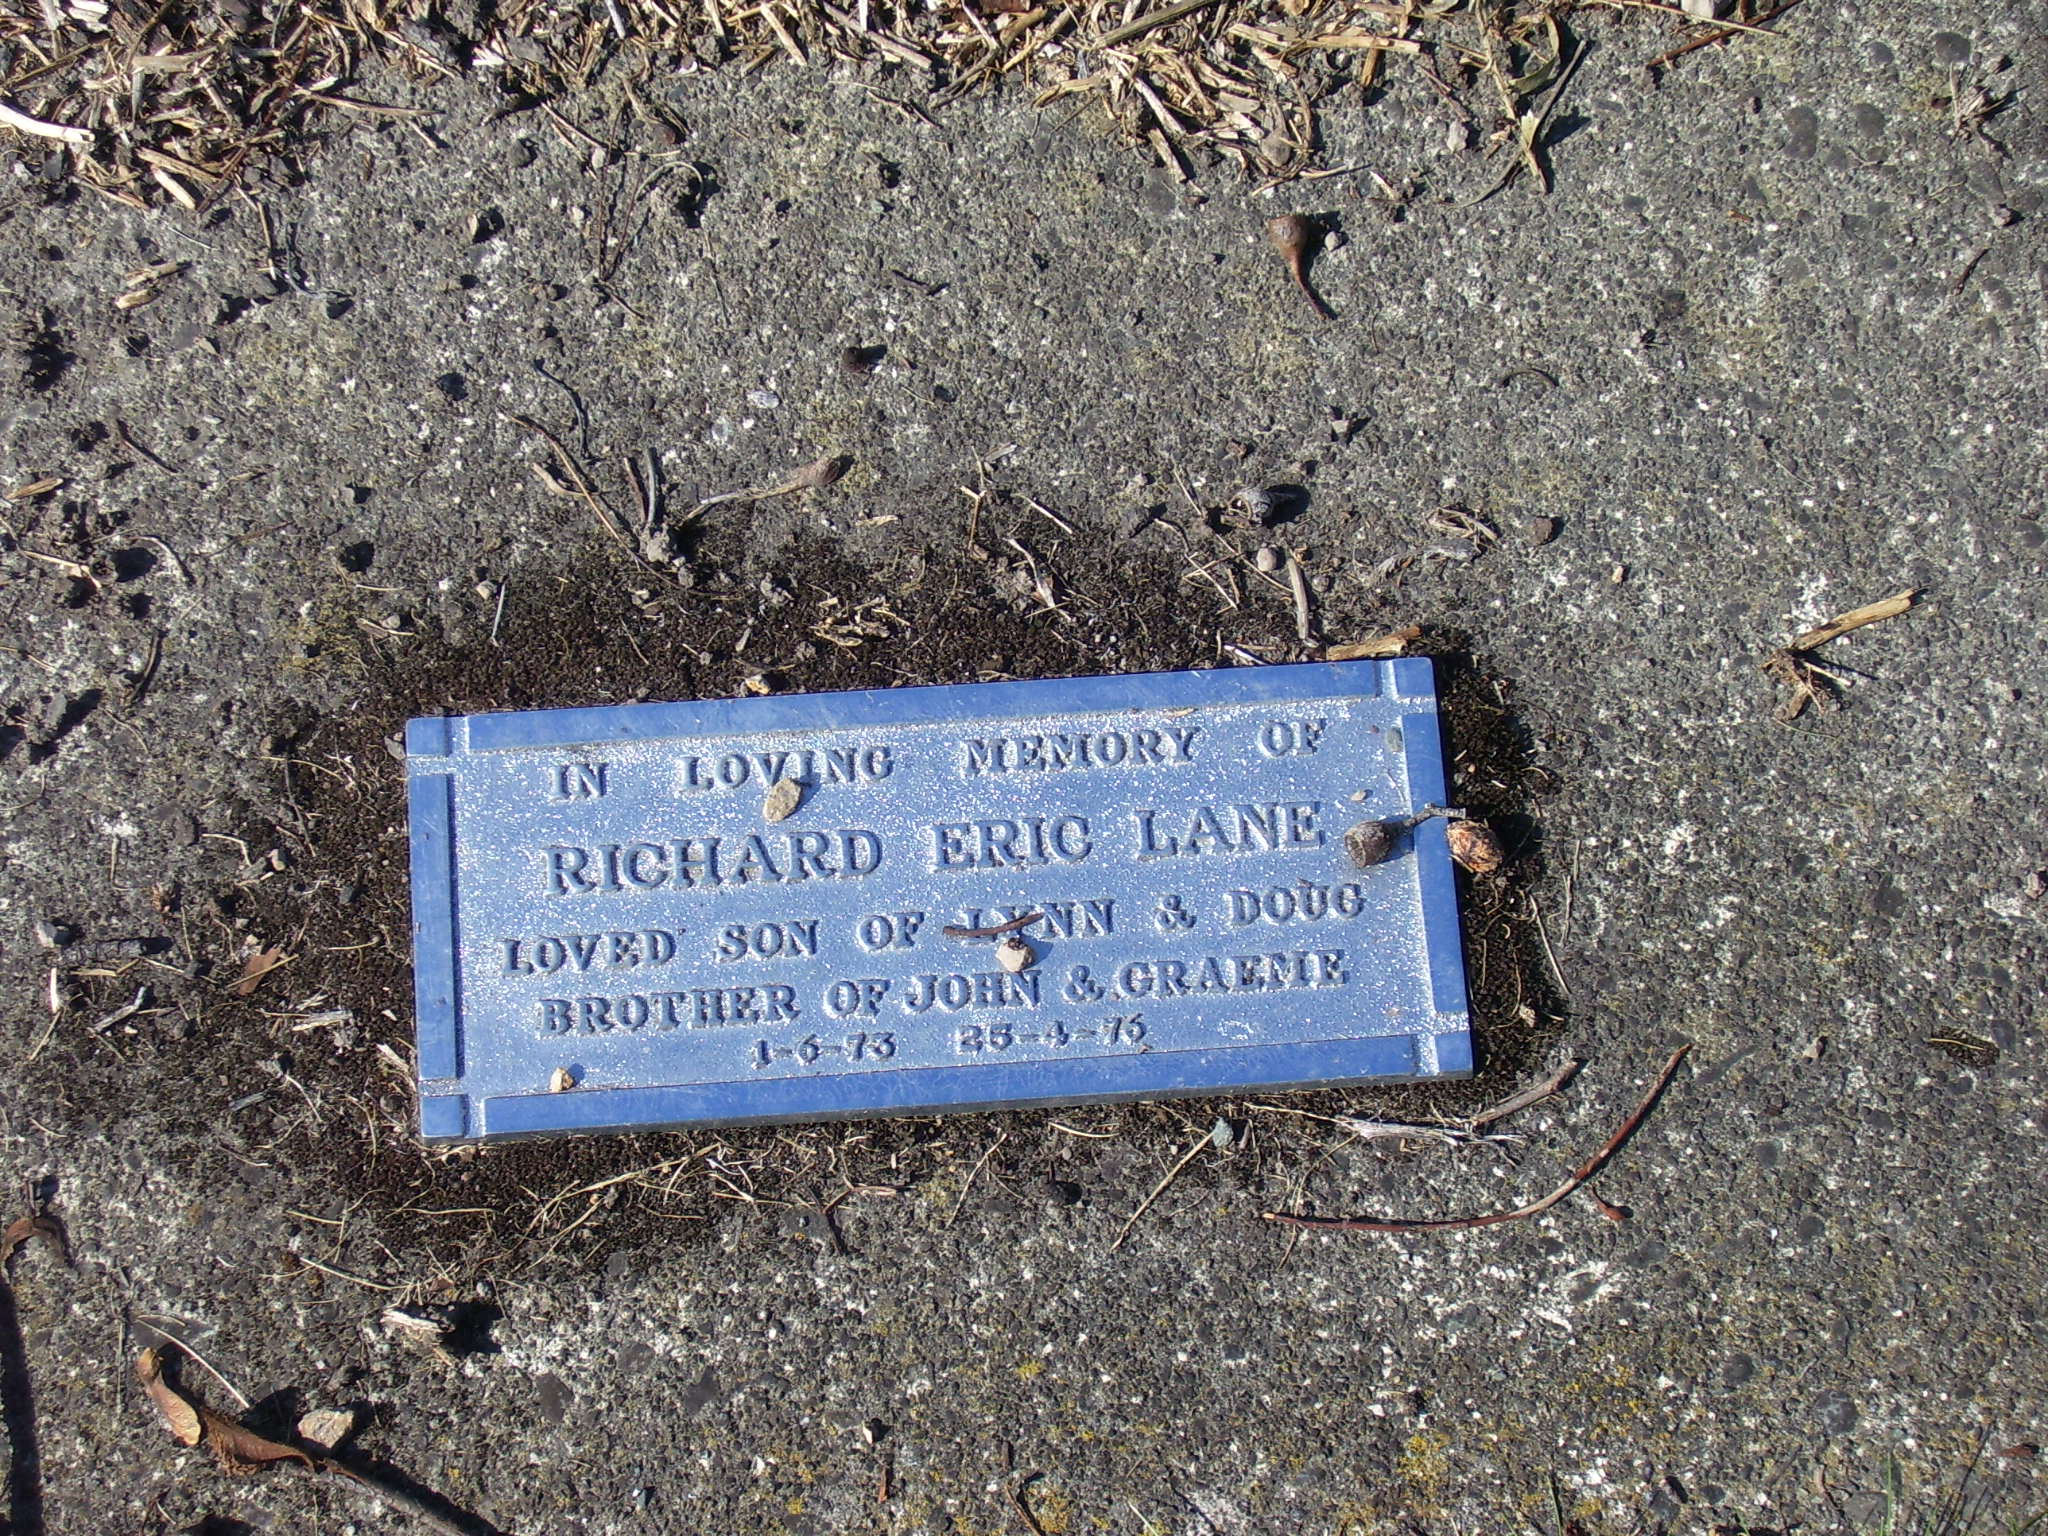 IN LOVING MEMORY OF
RICHARD ERIC LANE
LOVED SON OF LYNN & DOUG
BROTHER OF JOHN & GRAEME
1-6-73 25-4-76